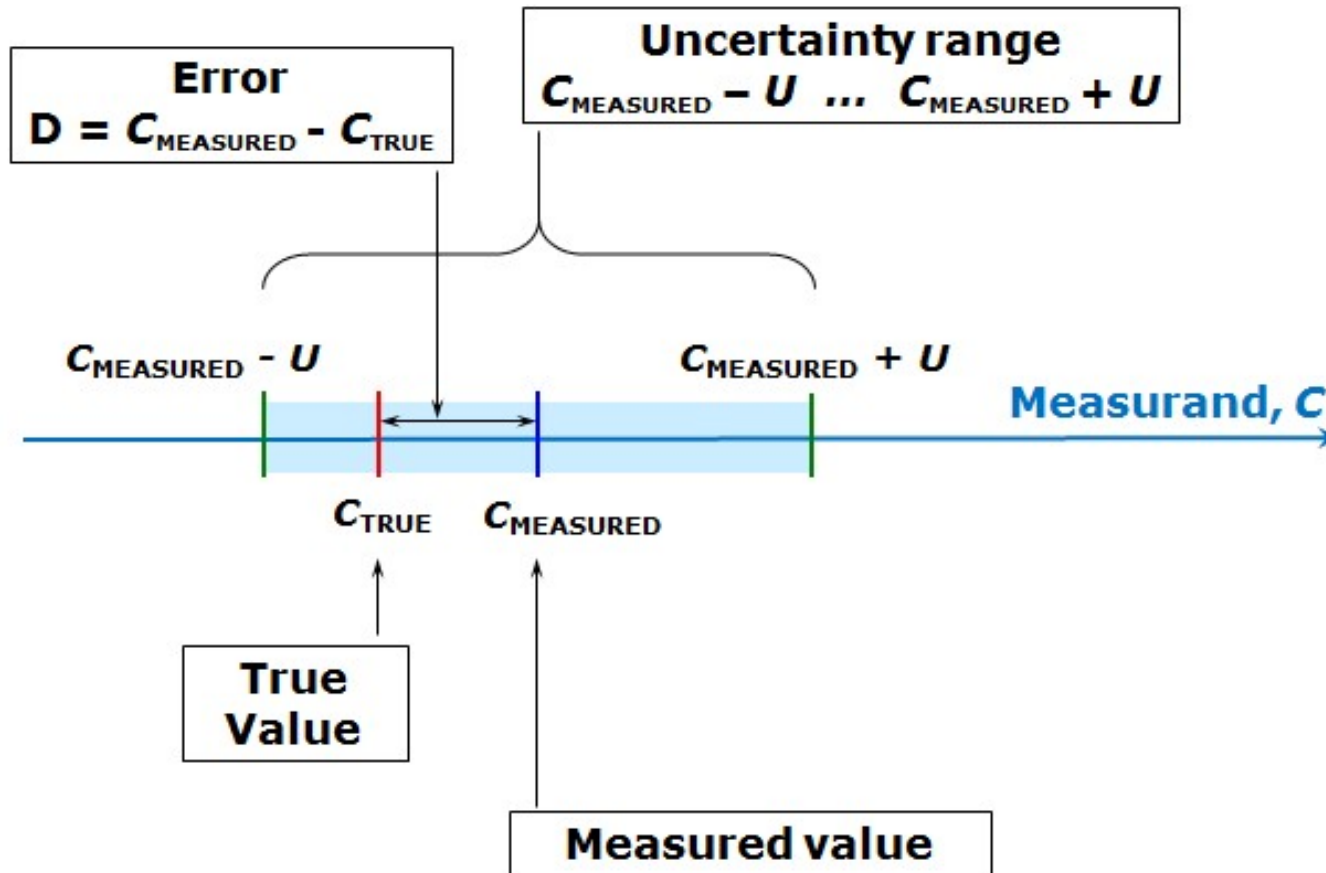 Error
D = CMEASURED - CTRUE
Uncertainty range
CMEASURED – U ... CMEASURED + U
CMEASURED - U
CMEASURED + U
Measurand, C
CTRUE
CMEASURED
True
Value
Measured value